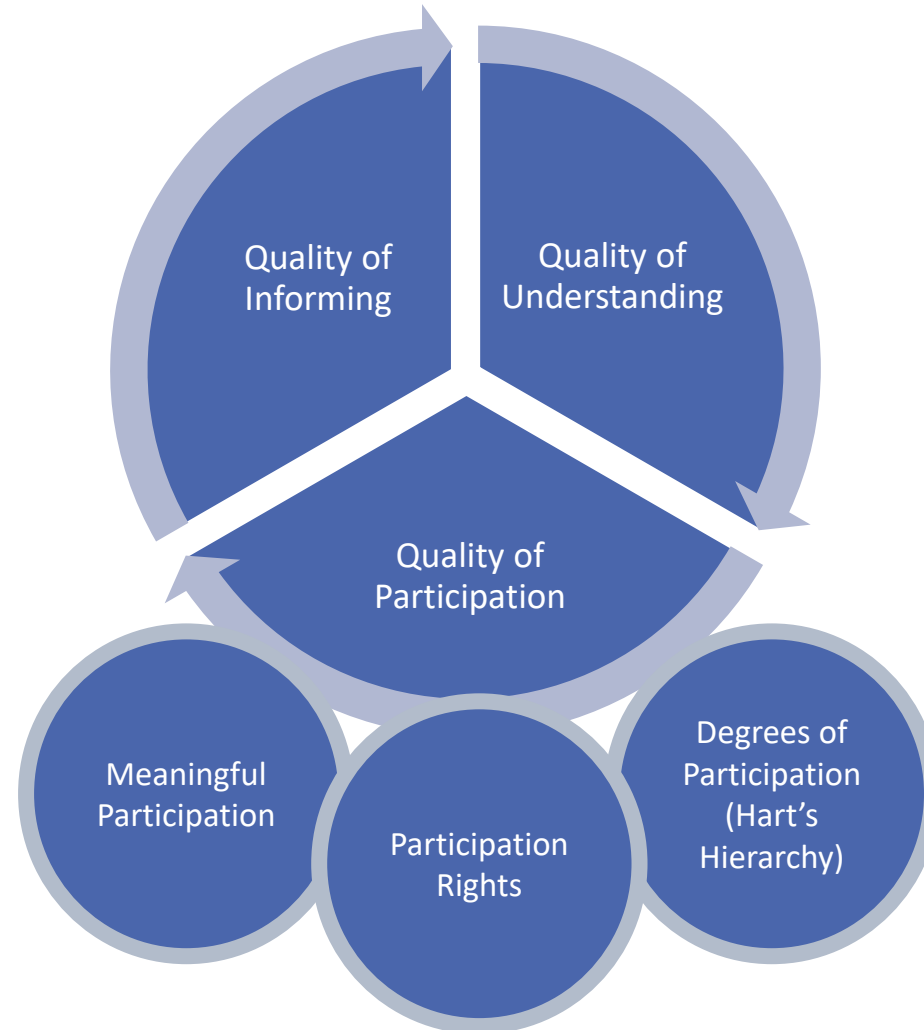 Quality of
Informing
Quality of
Understanding
Quality of
Participation
Meaningful
Participation
Participation
Rights
Degrees of
Participation
(Hart’s
Hierarchy)